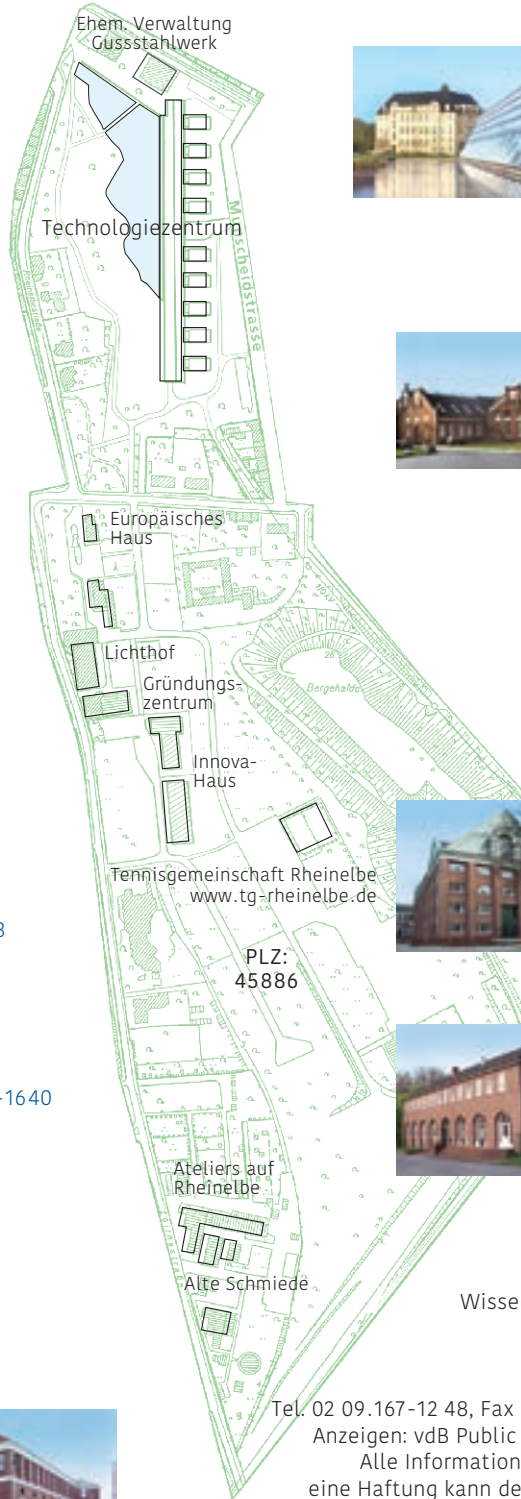 Ehem. Verwaltung
Gussstahlwerk
Technologiezentrum
Munscheidstrasse
Europäisches
Haus
Lichthof
Gründungs-
zentrum
Bergehalde
Innova-
Haus
Tennisgemeinschaft Rheinelbe
www.tg-rheinelbe.de
3
PLZ:
45886
-1640
Ateliers auf
Rheinelbe
Alte Schmiede
Wisse
Tel. 02 09.167-12 48, Fax
Anzeigen: vdB Public
Alle Information
eine Haftung kann de